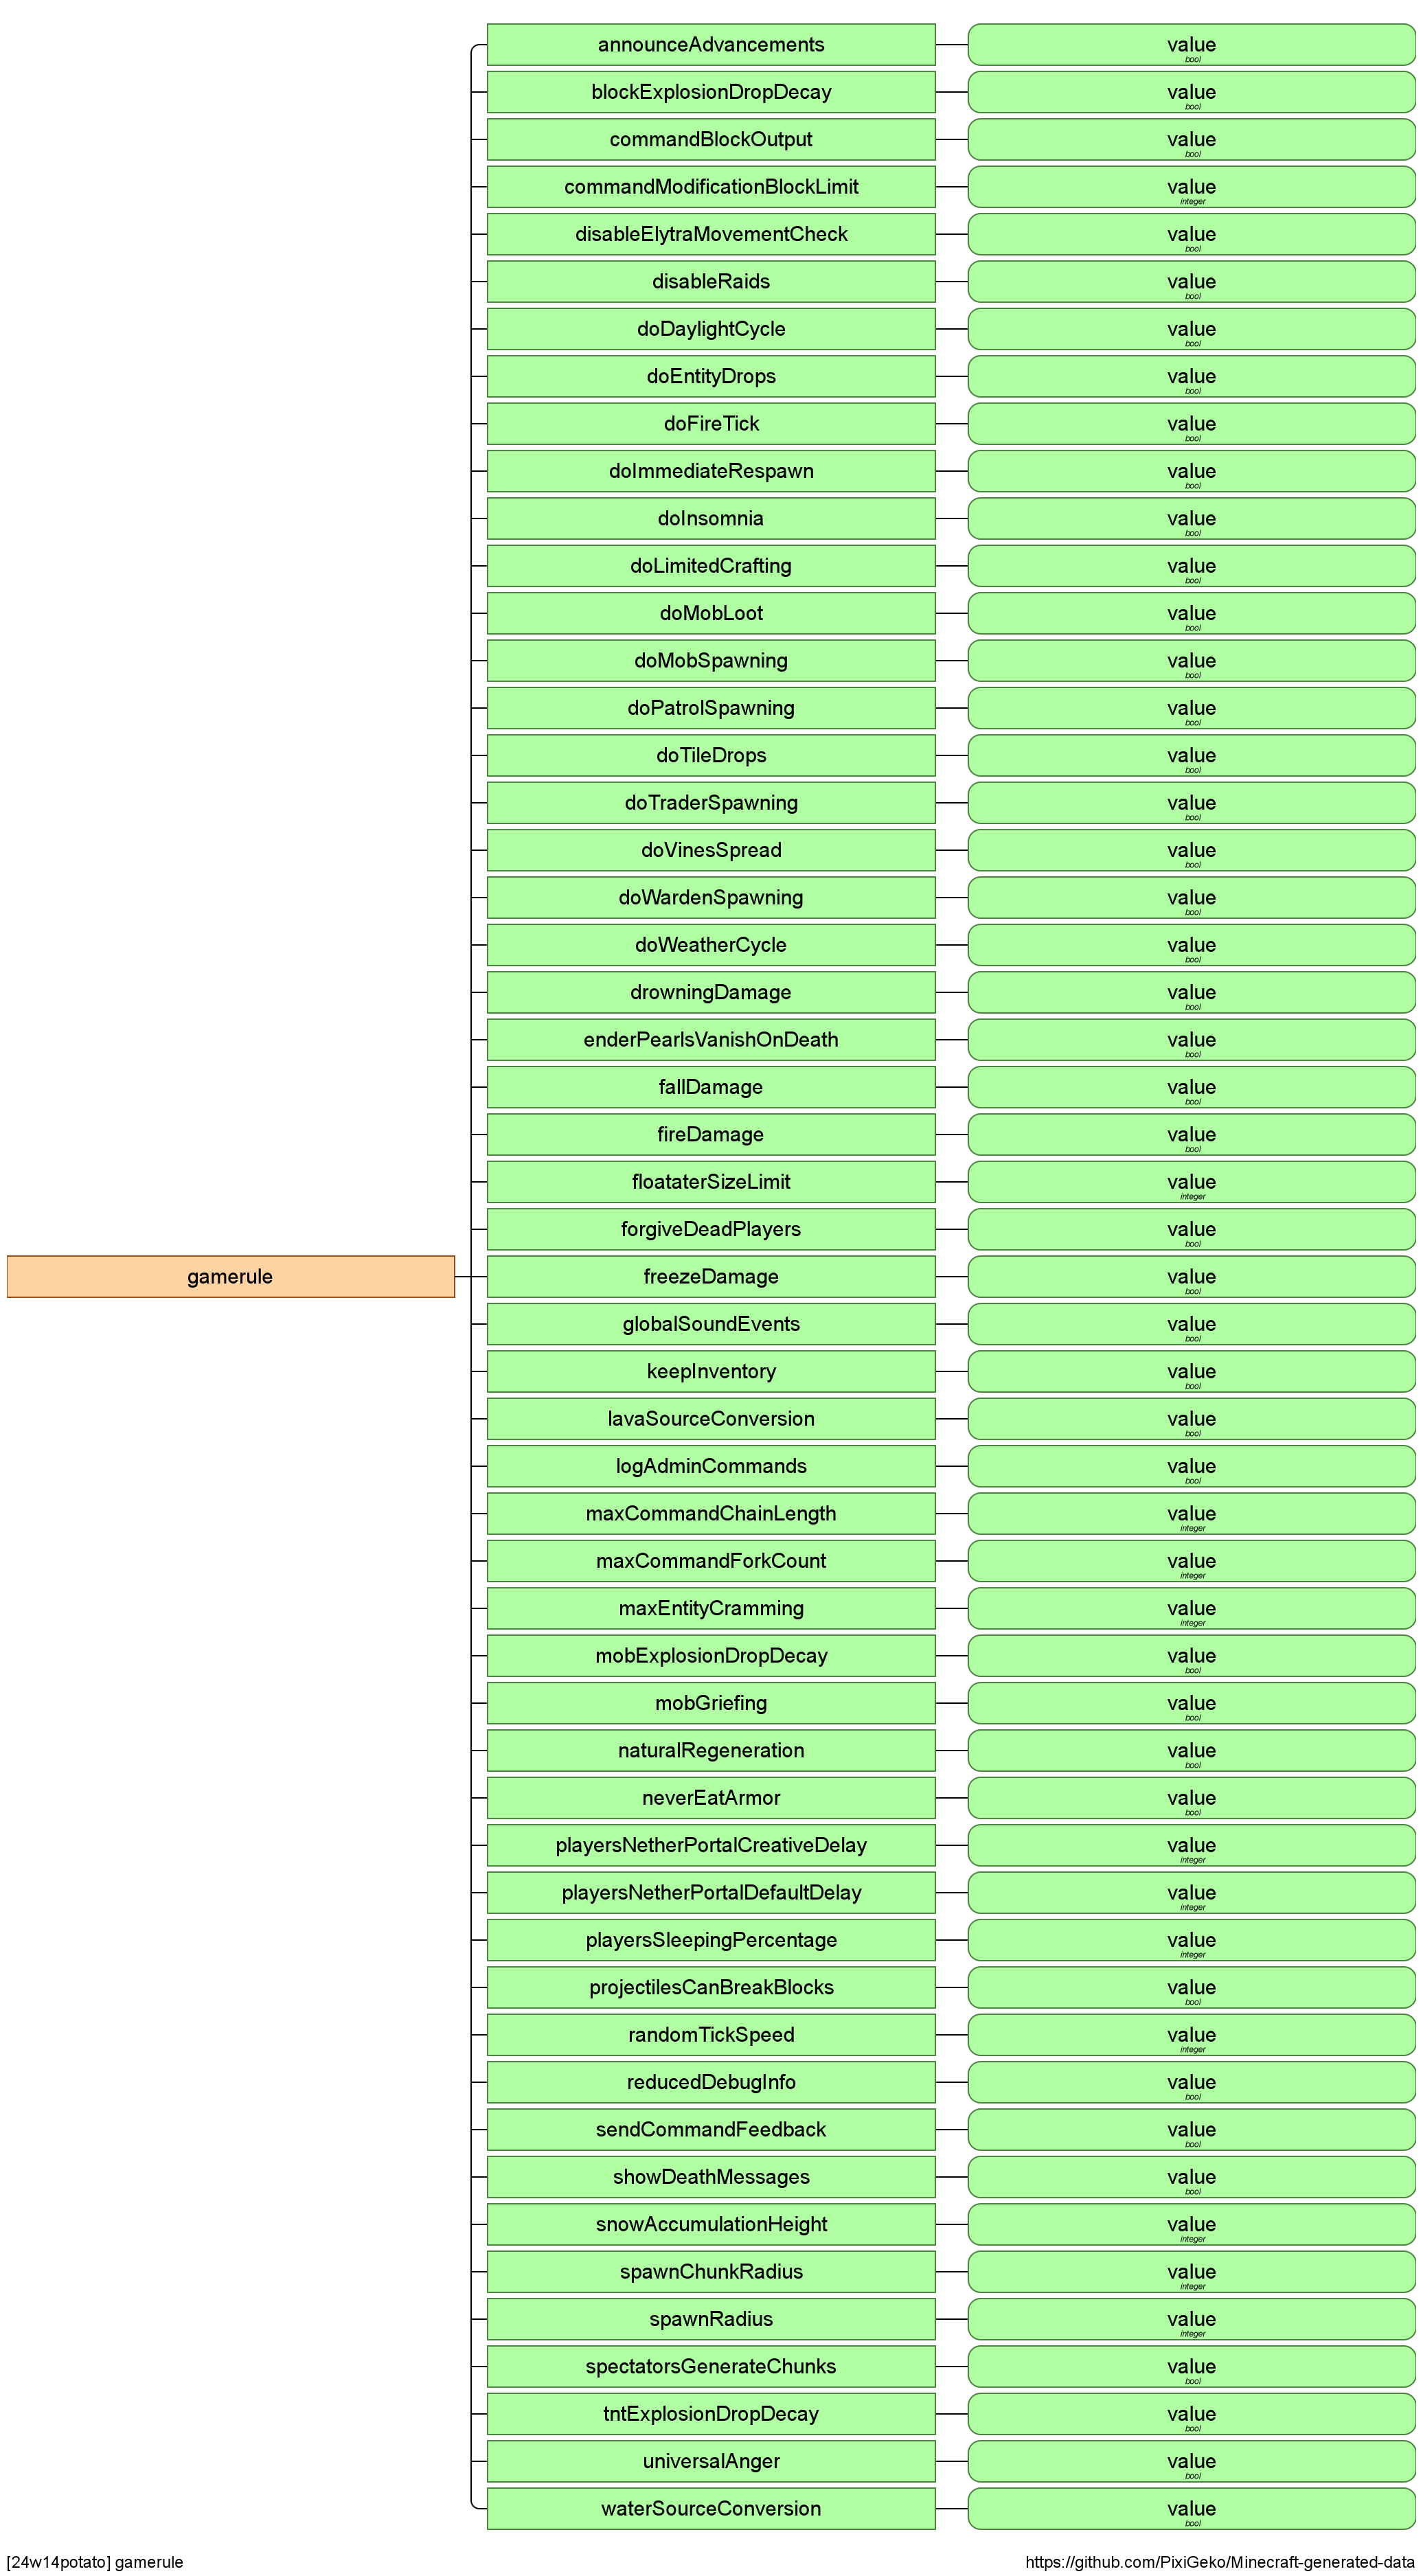 announceAdvancements value
bool
blockExplosionDropDecay value
bool
commandBlockOutput value
bool
commandModificationBlockLimit value
integer
disableElytraMovementCheck value
bool
disableRaids value
bool
doDaylightCycle value
bool
doEntityDrops value
bool
doFireTick value
bool
doImmediateRespawn value
bool
doInsomnia value
bool
doLimitedCrafting value
bool
doMobLoot value
bool
doMobSpawning value
bool
doPatrolSpawning value
bool
doTileDrops value
bool
doTraderSpawning value
bool
doVinesSpread value
bool
doWardenSpawning value
bool
doWeatherCycle value
bool
drowningDamage value
bool
enderPearlsVanishOnDeath value
bool
fallDamage value
bool
fireDamage value
bool
floataterSizeLimit value
integer
forgiveDeadPlayers value
bool
gamerule freezeDamage value
bool
globalSoundEvents value
bool
keepInventory value
bool
lavaSourceConversion value
bool
logAdminCommands value
bool
maxCommandChainLength value
integer
maxCommandForkCount value
integer
maxEntityCramming value
integer
mobExplosionDropDecay value
bool
mobGriefing value
bool
naturalRegeneration value
bool
neverEatArmor value
bool
playersNetherPortalCreativeDelay value
integer
playersNetherPortalDefaultDelay value
integer
playersSleepingPercentage value
integer
projectilesCanBreakBlocks value
bool
randomTickSpeed value
integer
reducedDebugInfo value
bool
sendCommandFeedback value
bool
showDeathMessages value
bool
snowAccumulationHeight value
integer
spawnChunkRadius value
integer
spawnRadius value
integer
spectatorsGenerateChunks value
bool
tntExplosionDropDecay value
bool
universalAnger value
bool
waterSourceConversion value
bool
[24w14potato] gamerule https://github.com/PixiGeko/Minecraft-generated-data